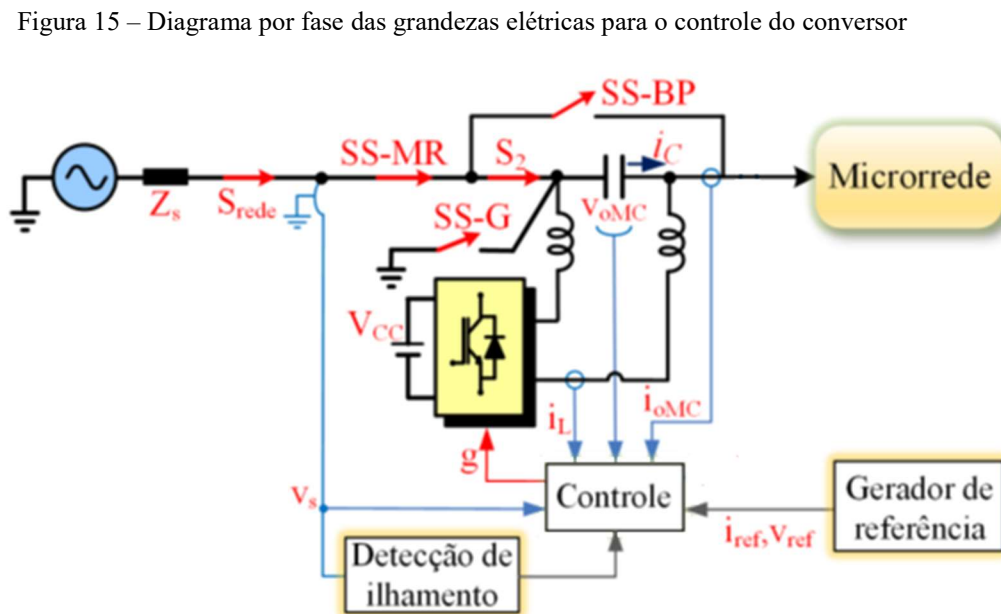 Figura 15 – Diagrama por fase das grandezas elétricas para o controle do conversor
SS-BP
SS-MR
S2
iC
Microrrede
Zs
Srede
VoMC
SS-G
VCC
iL
ioMC
g
Vs
Controle
Gerador de
referência
iref,Vref
Detecção de
ilhamento